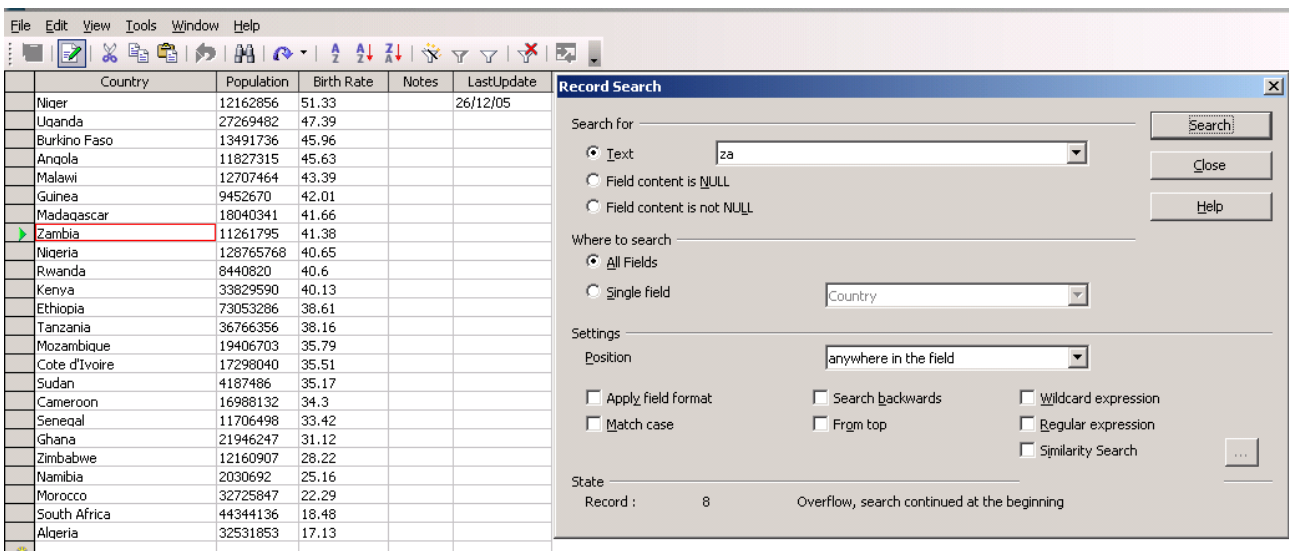 File Edit View Tools Window Help
Country Population Birth Rate Notes LastUpdate
Niger 12162856 51.33 26/12/05
Uganda 27269482 47.39
Burkino Faso 13491736 45.96
Angola 11827315 45.63
Malawi 12707464 43.39
Guinea 9452670 42.01
Madagascar 18040341 41.66
Zambia 11261795 41.38
Nigeria 128765768 40.65
Rwanda 8440820 40.6
Kenya 33829590 40.13
Ethiopia 73053286 38.61
Tanzania 36766356 38.16
Mozambique 19406703 35.79
Cote d'Ivoire 17298040 35.51
Sudan 4187486 35.17
Cameroon 16988132 34.3
Senegal 11706498 33.42
Ghana 21946247 31.12
Zimbabwe 12160907 28.22
Namibia 2030692 25.16
Morocco 32725847 22.29
South Africa 44344136 18.48
Algeria 32531853 17.13
Record Search
Search for
Search
Text za
Close
Field content is NULL
Field content is not NULL
Help
Where to search
All Fields
Single field Country
Settings
Position anywhere in the field
Apply field format Search backwards Wildcard expression
Match case From top Regular expression
Similarity Search ...
State
Record : 8 Overflow, search continued at the beginning